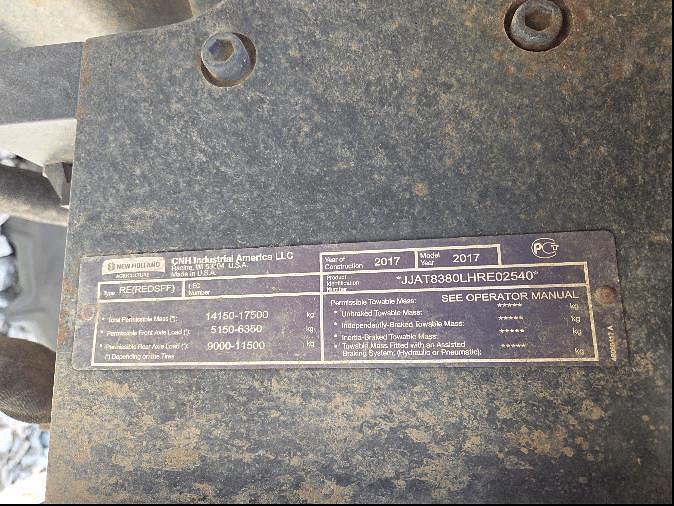 NEW HOLLAND
AGRICULTURE
CNH Industrial America LLC
Racine, WI 53404 U.S.A.
Made in U.S.A.
Type RE(REDSFF)
EEC
Number
* Total Permissible Mass (*): 14150-17500 kg
* Permissible Front Axle Load (*): 5150-6350 kg
* Permissible Rear Axle Load (*): 9000-11500 kg
(*) Depending on the Tires
Year of
Construction 2017
Model
Year 2017
Product
Identification
Number *JJAT8380LHRE02540*
Permissible Towable Mass: SEE OPERATOR MANUAL
* Unbraked Towable Mass: ***** kg
* Independently-Braked Towable Mass: ***** kg
* Inertia-Braked Towable Mass: ***** kg
* Towable Mass Fitted with an Assisted
Braking System: (Hydraulic or Pneumatic): ***** kg